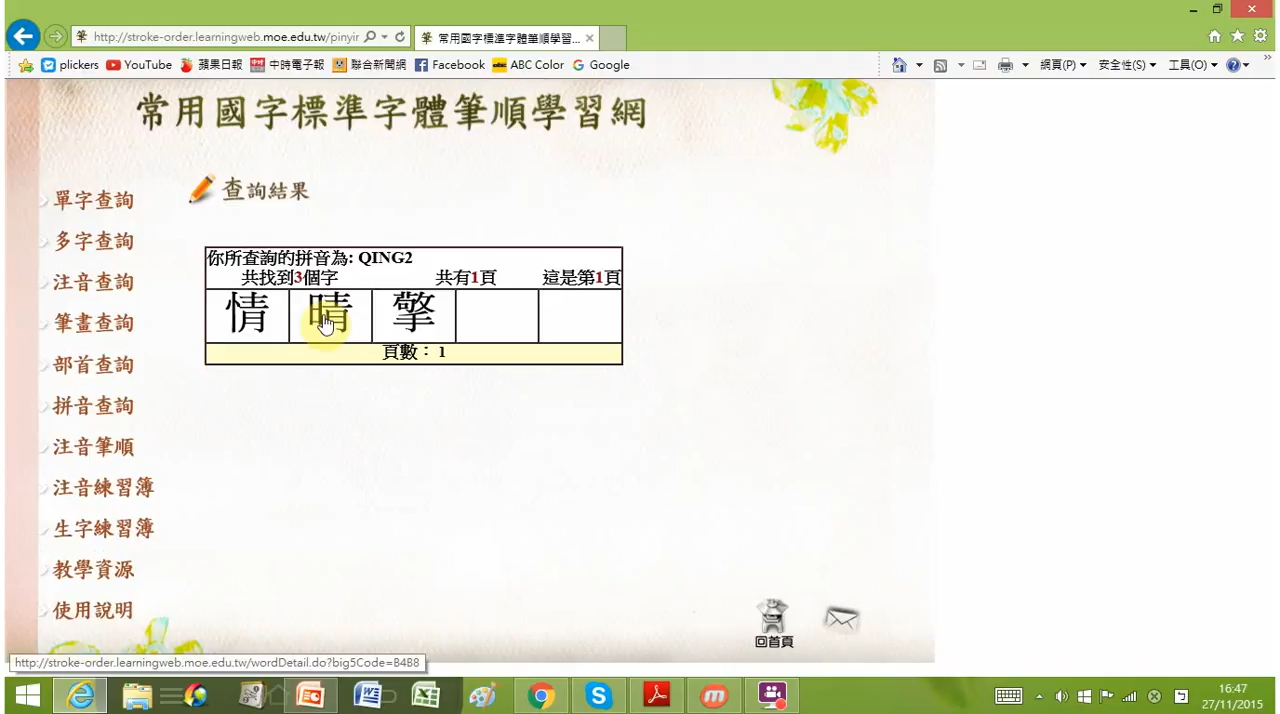 http://stroke-order.learningweb.moe.edu.tw/pinyir
常用國字標準字體筆順學習...
plickers YouTube 蘋果日報 中時電子報 聯合新聞網 Facebook ABC Color Google
網頁(P) 安全性(S) 工具(O)
常用國字標準字體筆順學習網
查詢結果
單字查詢
多字查詢
注音查詢
筆畫查詢
部首查詢
拼音查詢
注音筆順
注音練習簿
生字練習簿
教學資源
使用說明
你所查詢的拼音為: QING2
共找到3個字 共有1頁 這是第1頁
情 晴 擎
頁數： 1
回首頁
http://stroke-order.learningweb.moe.edu.tw/wordDetail.do?big5Code=B4B8
16:47
27/11/2015